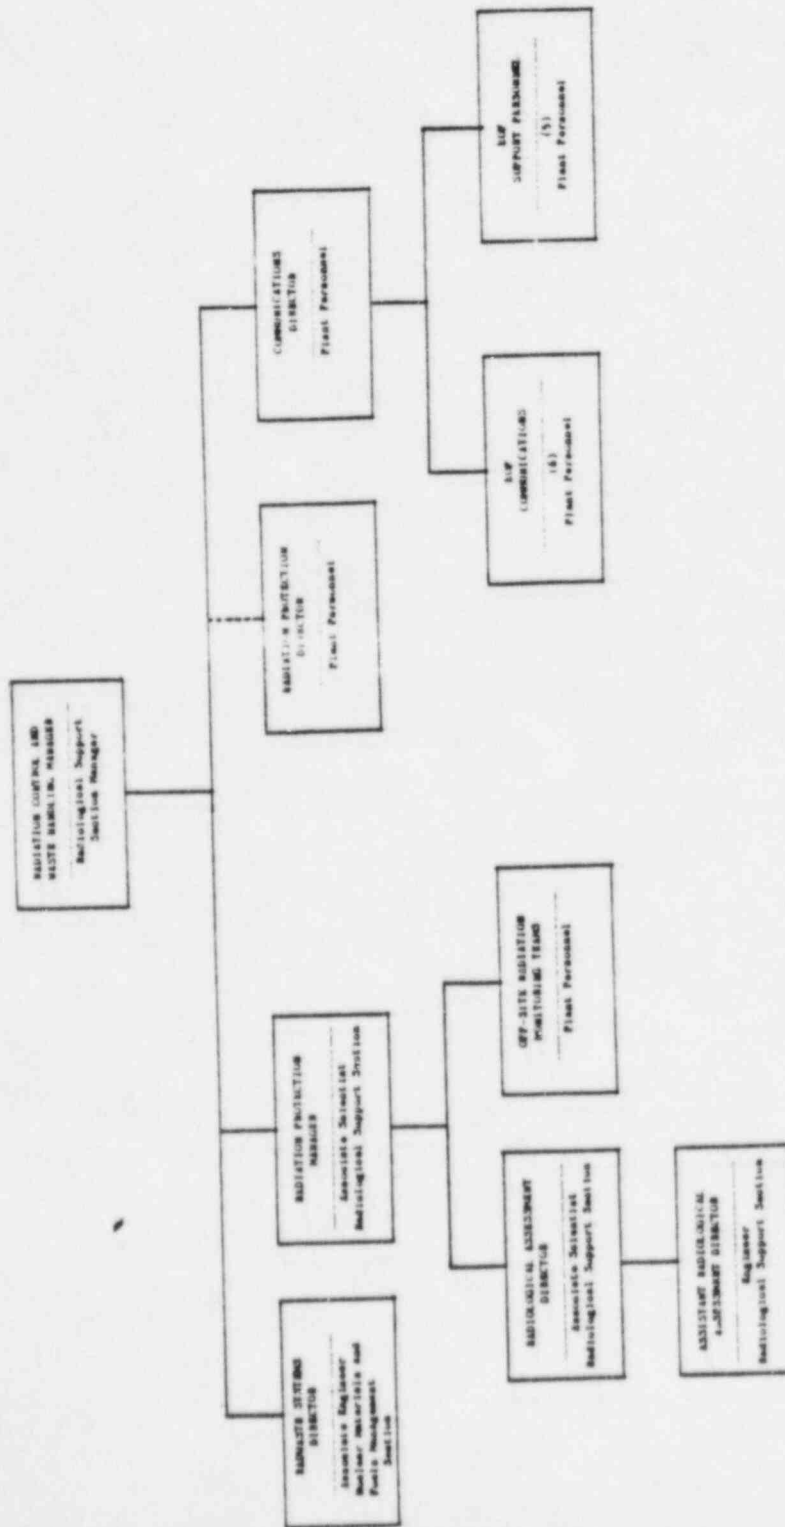 RADIATION CONTROL AND
WASTE HANDLING MANAGER
Radiological Support
Section Manager
RADWASTE SYSTEMS
DIRECTOR
Associate Engineer
Nuclear Materials and
Fuels Management
Section
RADIATION PROTECTION
MANAGER
Associate Scientist
Radiological Support Section
RADIATION PROTECTION
DIRECTOR
Plant Personnel
COMMUNICATIONS
DIRECTOR
Plant Personnel
RADIOLOGICAL ASSESSMENT
DIRECTOR
Associate Scientist
Radiological Support Section
OFF-SITE RADIATION
MONITORING TEAMS
Plant Personnel
EOF
COMMUNICATIONS
(6)
Plant Personnel
EOF
SUPPORT PERSONNEL
(5)
Plant Personnel
ASSISTANT RADIOLOGICAL
ASSESSMENT DIRECTOR
Engineer
Radiological Support Section